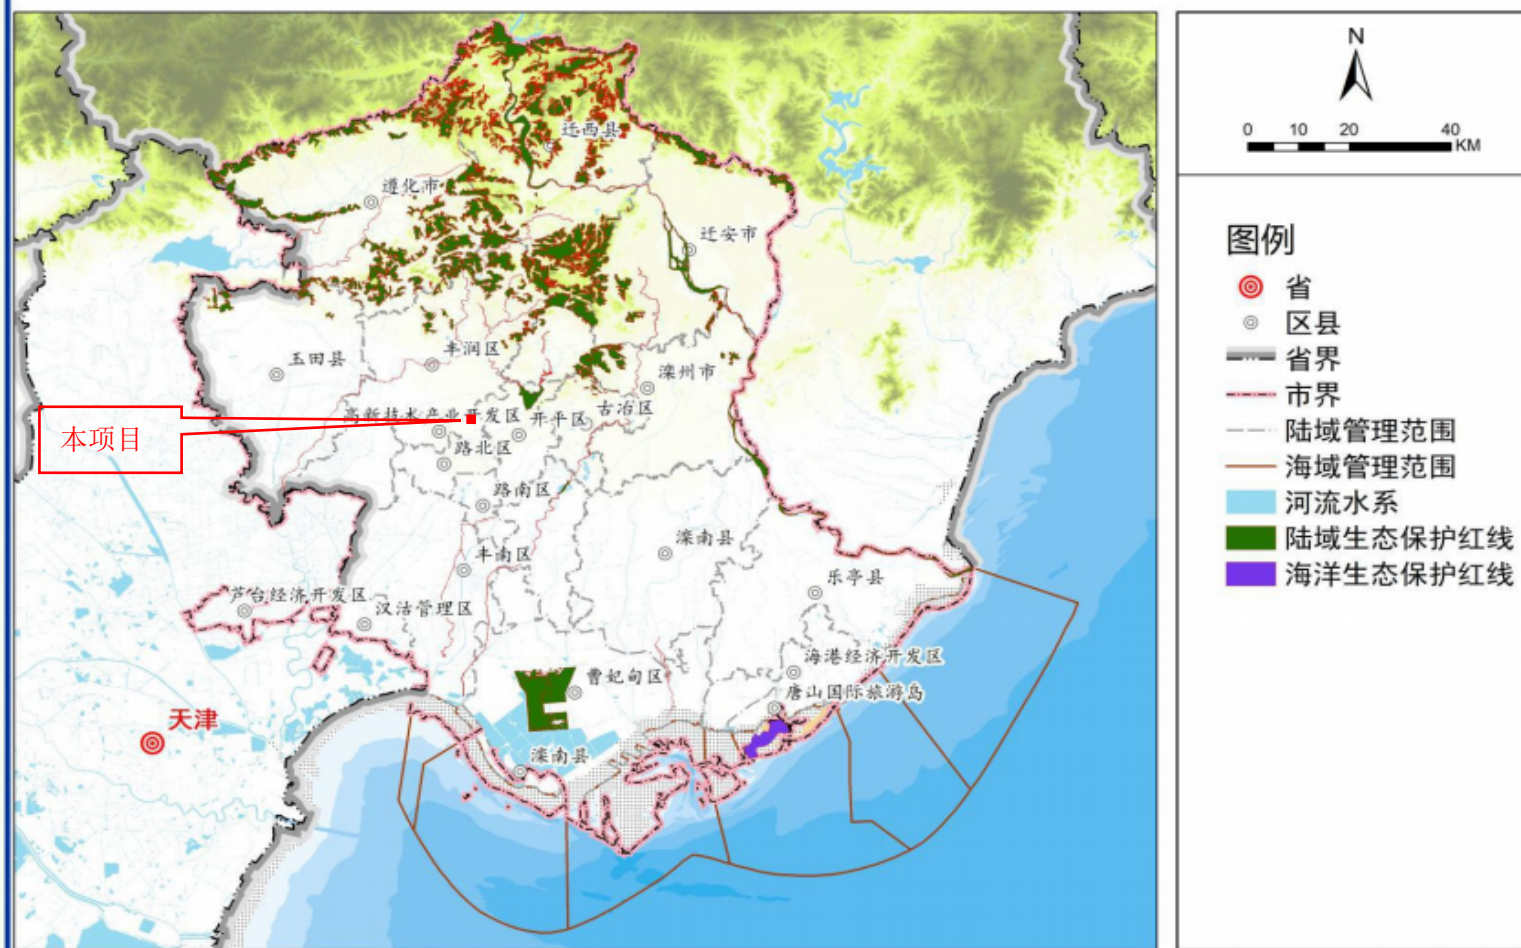 迁西县
遵化市
迁安市
玉田县
丰润区
滦州市
高新技术产业开发区
开平区
古冶区
本项目
路北区
路南区
滦南县
丰南区
乐亭县
芦台经济开发区
汉沽管理区
海港经济开发区
曹妃甸区
唐山国际旅游岛
天津
滦南县
N
0 10 20 40
KM
图例
省
区县
省界
市界
陆域管理范围
海域管理范围
河流水系
陆域生态保护红线
海洋生态保护红线